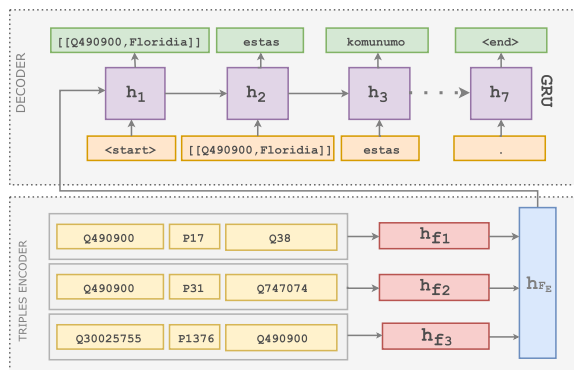 DECODER
[[Q490900,Floridia]] estas komunumo <end>
h1 h2 h3 h7 GRU
<start> [[Q490900,Floridia]] estas .
TRIPLES ENCODER
Q490900 P17 Q38 hf1
Q490900 P31 Q747074 hf2
hFE
Q30025755 P1376 Q490900 hf3